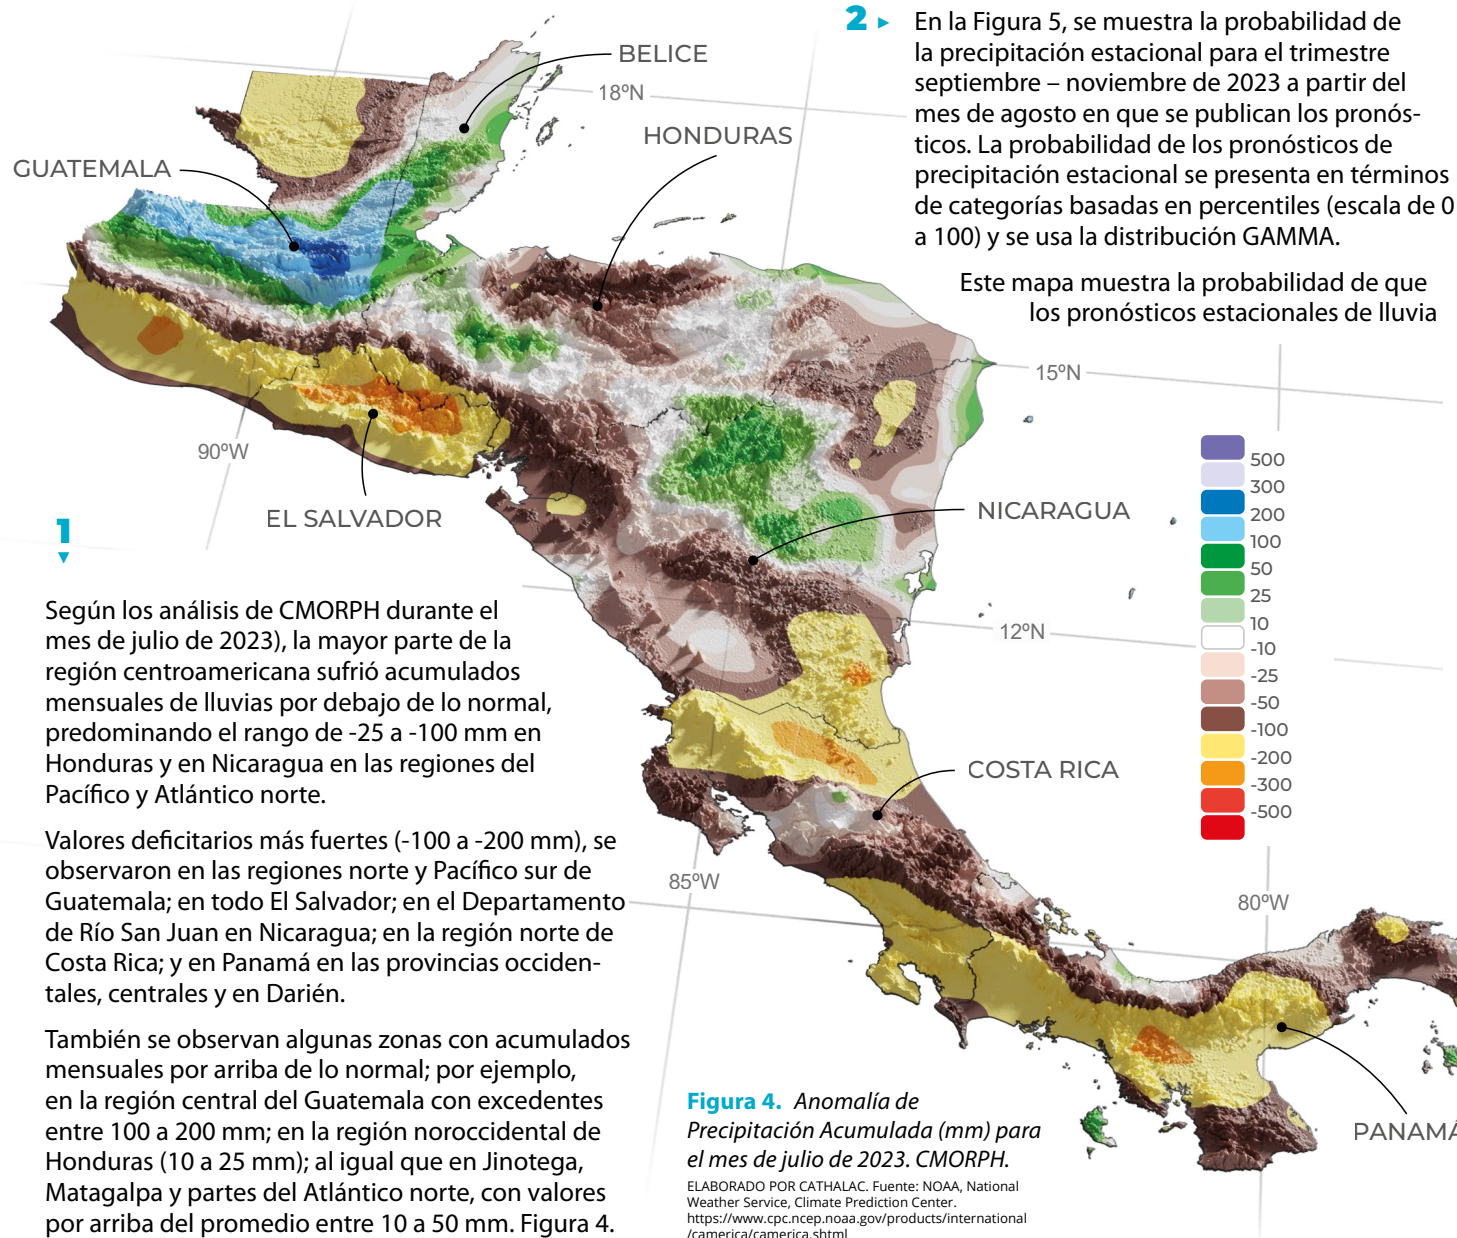 BELICE
18ºN
HONDURAS
GUATEMALA
15ºN
90ºW
EL SALVADOR
NICARAGUA
12ºN
COSTA RICA
85ºW
80ºW
PANAMÁ
500
300
200
100
50
25
10
-10
-25
-50
-100
-200
-300
-500
1
Según los análisis de CMORPH durante el
mes de julio de 2023), la mayor parte de la
región centroamericana sufrió acumulados
mensuales de lluvias por debajo de lo normal,
predominando el rango de -25 a -100 mm en
Honduras y en Nicaragua en las regiones del
Pacífico y Atlántico norte.
Valores deficitarios más fuertes (-100 a -200 mm), se
observaron en las regiones norte y Pacífico sur de
Guatemala; en todo El Salvador; en el Departamento
de Río San Juan en Nicaragua; en la región norte de
Costa Rica; y en Panamá en las provincias occiden-
tales, centrales y en Darién.
También se observan algunas zonas con acumulados
mensuales por arriba de lo normal; por ejemplo,
en la región central del Guatemala con excedentes
entre 100 a 200 mm; en la región noroccidental de
Honduras (10 a 25 mm); al igual que en Jinotega,
Matagalpa y partes del Atlántico norte, con valores
por arriba del promedio entre 10 a 50 mm. Figura 4.
Figura 4. Anomalía de
Precipitación Acumulada (mm) para
el mes de julio de 2023. CMORPH.
ELABORADO POR CATHALAC. Fuente: NOAA, National
Weather Service, Climate Prediction Center.
https://www.cpc.ncep.noaa.gov/products/international
/camerica/camerica.shtml
2 En la Figura 5, se muestra la probabilidad de
la precipitación estacional para el trimestre
septiembre – noviembre de 2023 a partir del
mes de agosto en que se publican los pronós-
ticos. La probabilidad de los pronósticos de
precipitación estacional se presenta en términos
de categorías basadas en percentiles (escala de 0
a 100) y se usa la distribución GAMMA.
Este mapa muestra la probabilidad de que
los pronósticos estacionales de lluvia